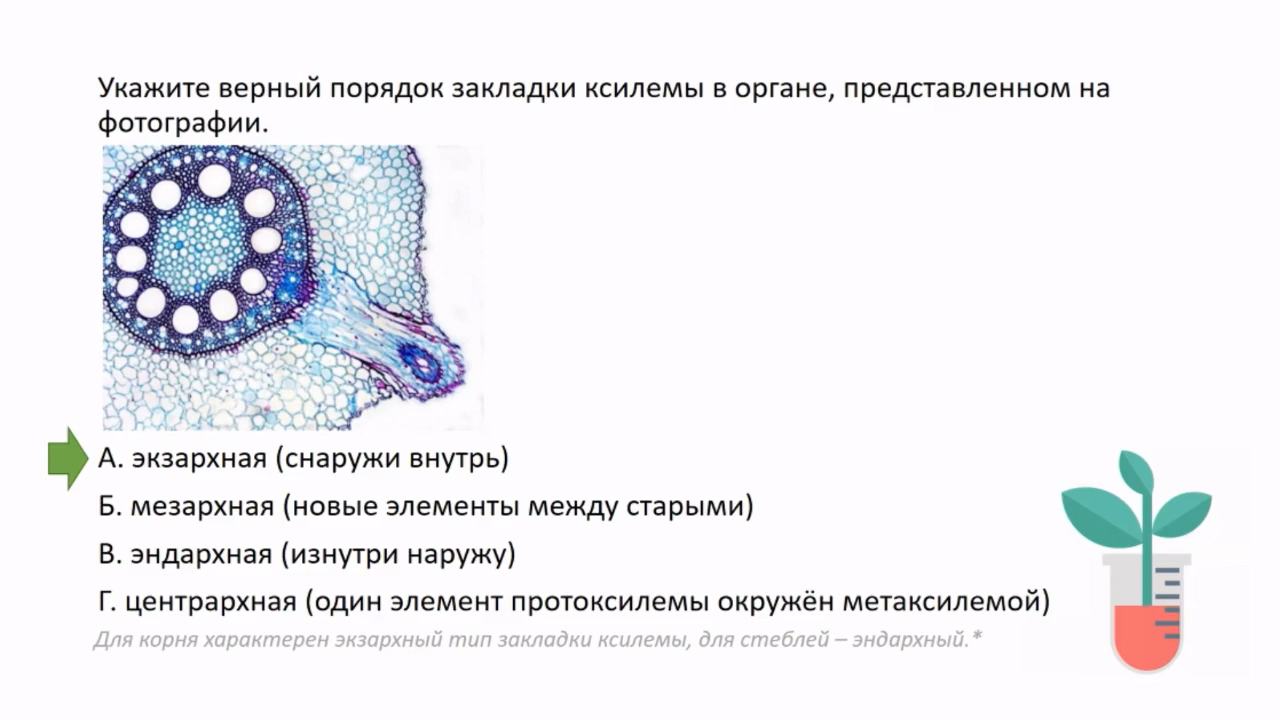 Укажите верный порядок закладки ксилемы в органе, представленном на
фотографии.
А. экзархная (снаружи внутрь)
Б. мезархная (новые элементы между старыми)
В. эндархная (изнутри наружу)
Г. центрархная (один элемент протоксилемы окружён метаксилемой)
Для корня характерен экзархный тип закладки ксилемы, для стеблей – эндархный.*